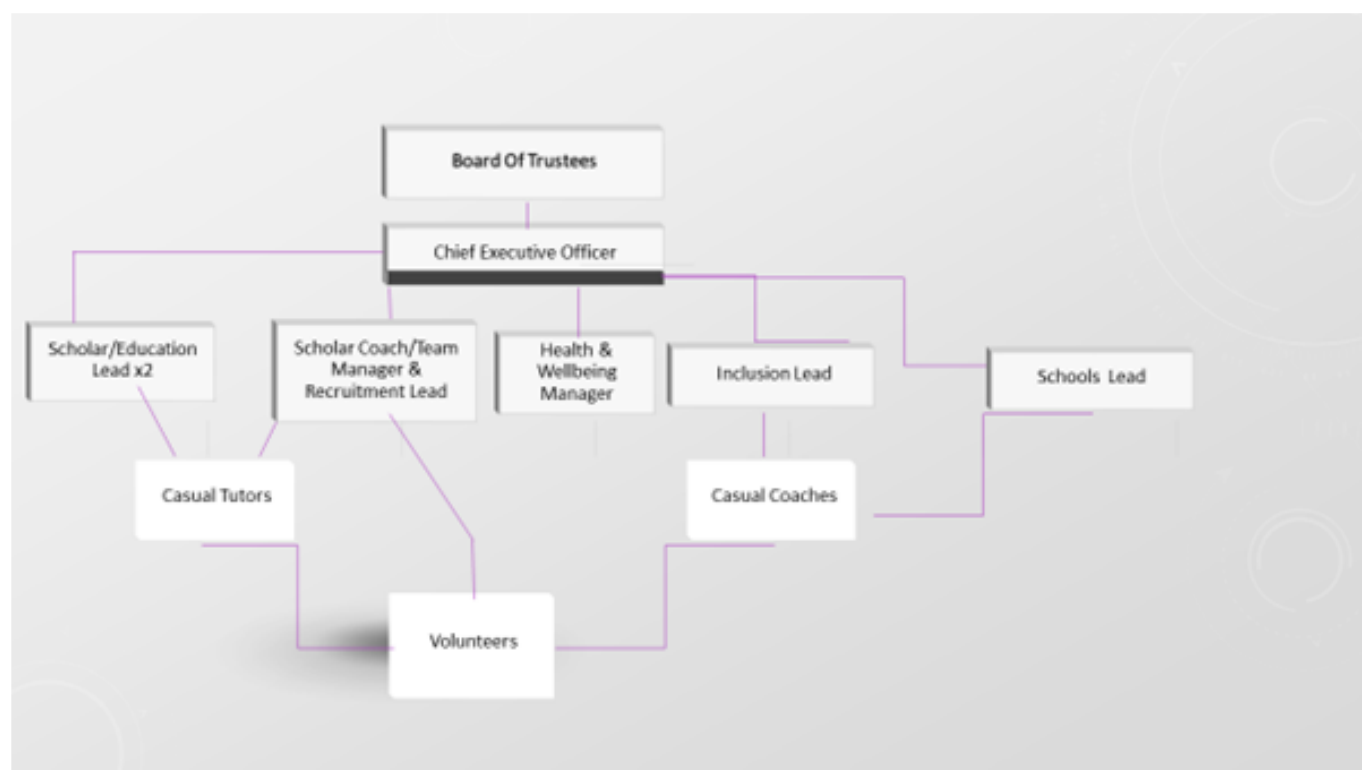 Board Of Trustees
Chief Executive Officer
Scholar/Education
Lead x2
Scholar Coach/Team
Manager &
Recruitment Lead
Health &
Wellbeing
Manager
Inclusion Lead
Schools Lead
Casual Tutors
Casual Coaches
Volunteers